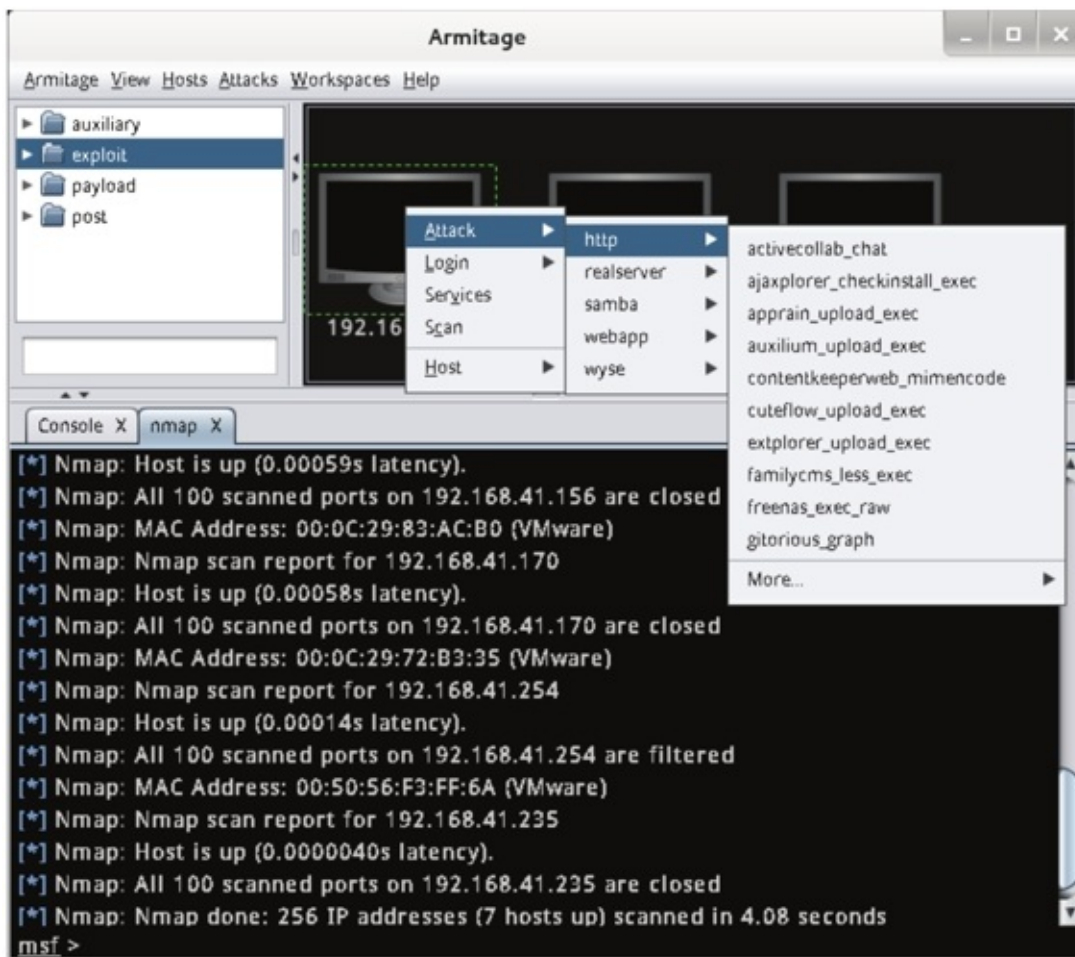 Armitage
Armitage View Hosts Attacks Workspaces Help
auxiliary
exploit
payload
post
192.16
Attack
Login
Services
Scan
Host
http
realserver
samba
webapp
wyse
activecollab_chat
ajaxplorer_checkinstall_exec
apprain_upload_exec
auxilium_upload_exec
contentkeeperweb_mimencode
cuteflow_upload_exec
extplorer_upload_exec
familycms_less_exec
freenas_exec_raw
gitorious_graph
More...
Console X nmap X
[*] Nmap: Host is up (0.00059s latency).
[*] Nmap: All 100 scanned ports on 192.168.41.156 are closed
[*] Nmap: MAC Address: 00:0C:29:83:AC:B0 (VMware)
[*] Nmap: Nmap scan report for 192.168.41.170
[*] Nmap: Host is up (0.00058s latency).
[*] Nmap: All 100 scanned ports on 192.168.41.170 are closed
[*] Nmap: MAC Address: 00:0C:29:72:B3:35 (VMware)
[*] Nmap: Nmap scan report for 192.168.41.254
[*] Nmap: Host is up (0.00014s latency).
[*] Nmap: All 100 scanned ports on 192.168.41.254 are filtered
[*] Nmap: MAC Address: 00:50:56:F3:FF:6A (VMware)
[*] Nmap: Nmap scan report for 192.168.41.235
[*] Nmap: Host is up (0.0000040s latency).
[*] Nmap: All 100 scanned ports on 192.168.41.235 are closed
[*] Nmap: Nmap done: 256 IP addresses (7 hosts up) scanned in 4.08 seconds
msf >